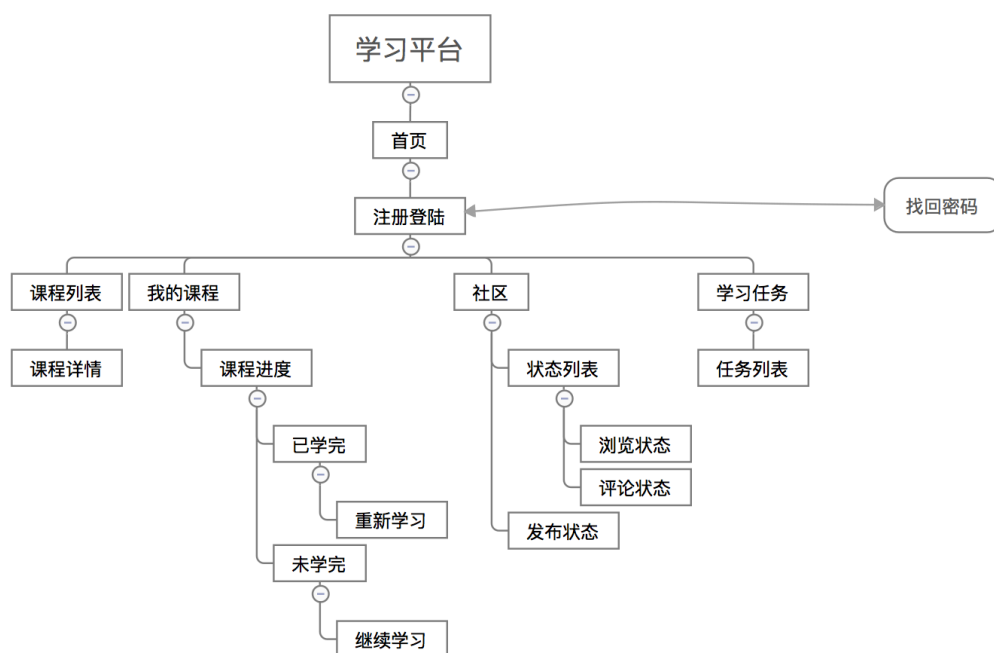 学习平台
首页
注册登陆
找回密码
课程列表
我的课程
社区
学习任务
课程详情
课程进度
状态列表
任务列表
已学完
浏览状态
评论状态
重新学习
发布状态
未学完
继续学习